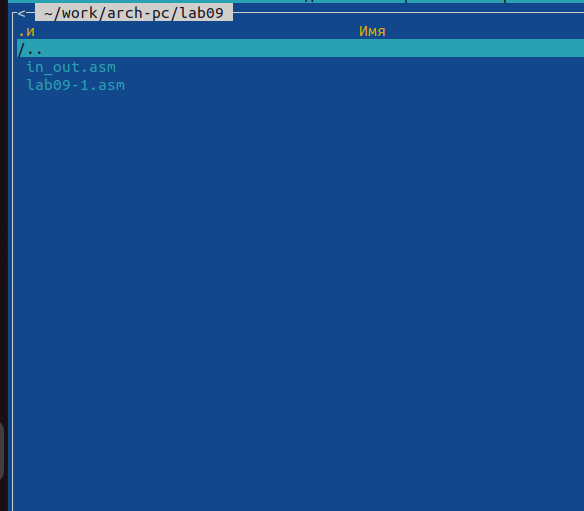 <- ~/work/arch-pc/lab09
.и Имя
/..
in_out.asm
lab09-1.asm